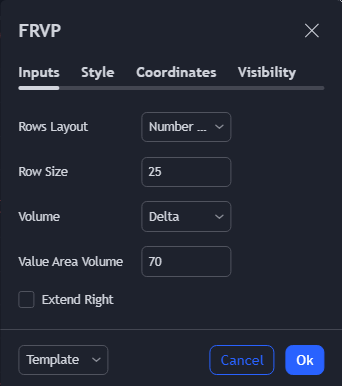 FRVP
Inputs Style Coordinates Visibility
Rows Layout Number ...
Row Size 25
Volume Delta
Value Area Volume 70
Extend Right
Template Cancel Ok